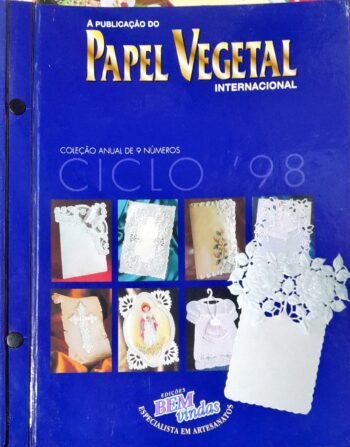 A PUBLICAÇÃO DO
PAPEL VEGETAL
INTERNACIONAL
COLEÇÃO ANUAL DE 9 NÚMEROS
CICLO '98
EDIÇÕES
BEM
vindas
ESPECIALISTA EM ARTESANATOS